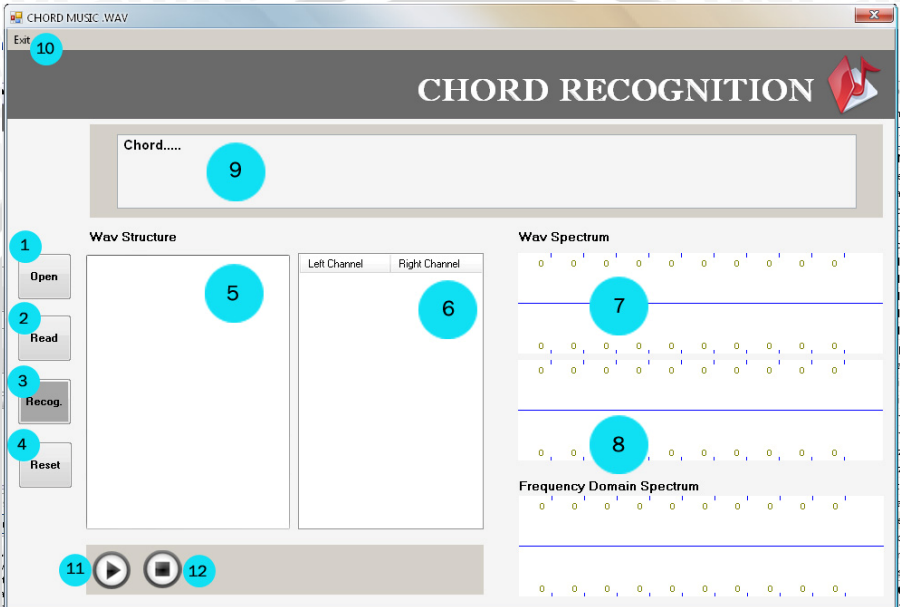 CHORD MUSIC .WAV
Exit
10
CHORD RECOGNITION
Chord.....
9
1
Open
2
Read
3
Recog.
4
Reset
Wav Structure
5
Left Channel Right Channel
6
Wav Spectrum
0 0 0 0 0 0 0 0 0 0
7
0 0 0 0 0 0 0 0 0 0
0 0 0 0 0 0 0 0 0 0
8
0 0 0 0 0 0 0 0 0
Frequency Domain Spectrum
0 0 0 0 0 0 0 0 0 0
0 0 0 0 0 0 0 0 0 0
11
12